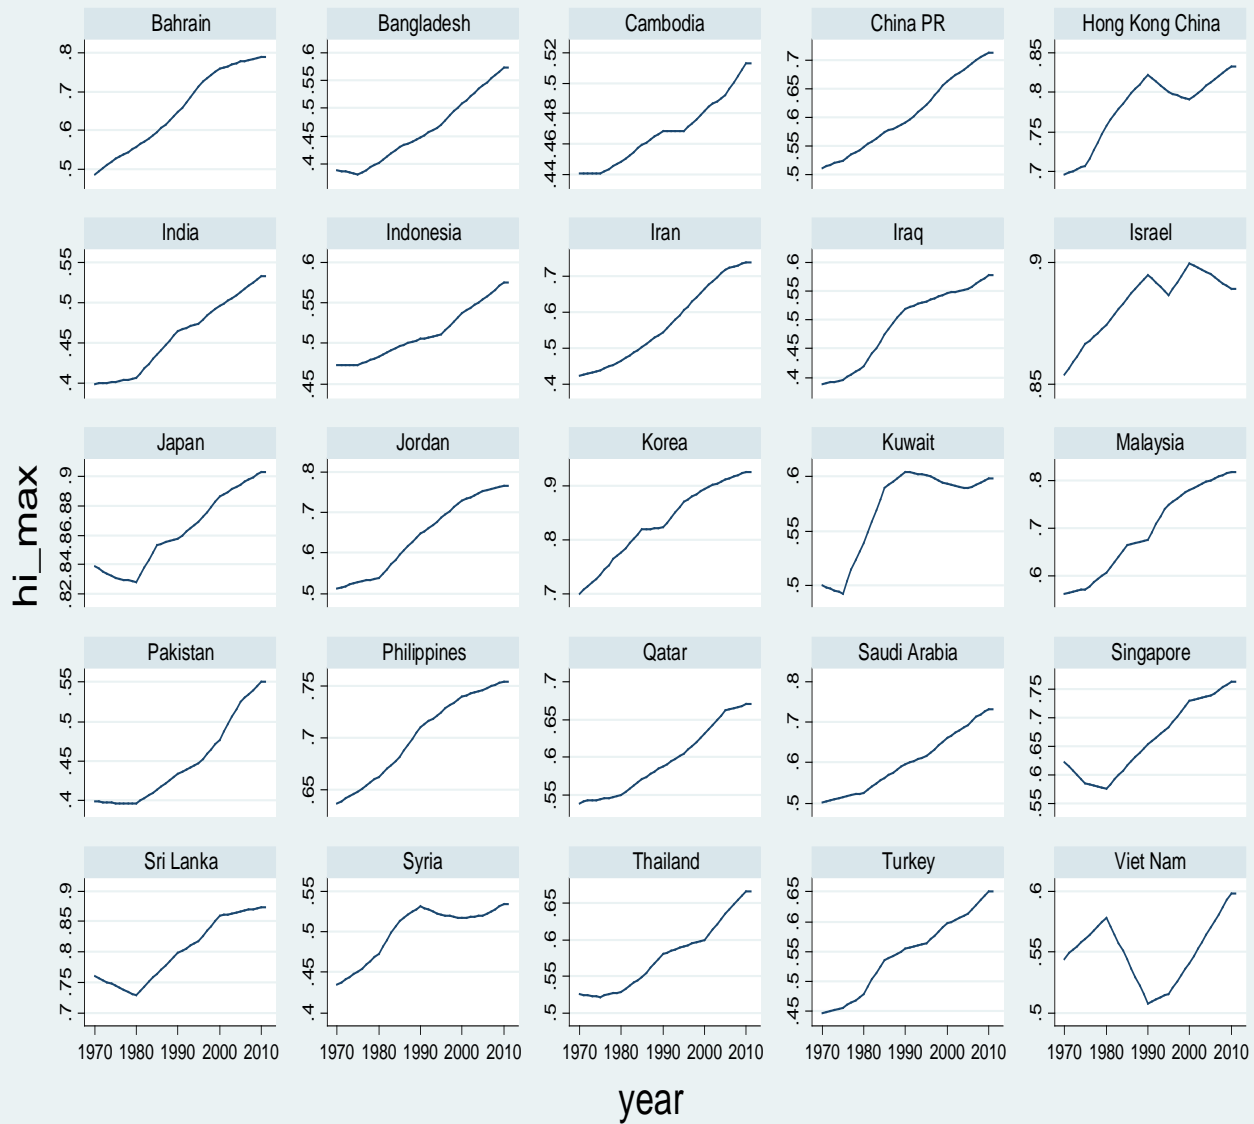 Bahrain Bangladesh Cambodia China PR Hong Kong China
.5 .6 .7 .8
.4 .45 .5 .55 .6
.44 .46 .48 .5 .52
.5 .55 .6 .65 .7
.7 .75 .8 .85
India Indonesia Iran Iraq Israel
.4 .45 .5 .55
.45 .5 .55 .6
.4 .5 .6 .7
.4 .45 .5 .55 .6
.85 .9
Japan Jordan Korea Kuwait Malaysia
.82 .84 .86 .88 .9
.5 .6 .7 .8
.7 .8 .9
.5 .55 .6
.6 .7 .8
hi_max
Pakistan Philippines Qatar Saudi Arabia Singapore
.4 .45 .5 .55
.65 .7 .75
.55 .6 .65 .7
.5 .6 .7 .8
.55 .6 .65 .7 .75
Sri Lanka Syria Thailand Turkey Viet Nam
.7 .75 .8 .85 .9
.4 .45 .5 .55
.5 .55 .6 .65
.45 .5 .55 .6 .65
.5 .55 .6
1970 1980 1990 2000 2010 1970 1980 1990 2000 2010 1970 1980 1990 2000 2010 1970 1980 1990 2000 2010 1970 1980 1990 2000 2010
year